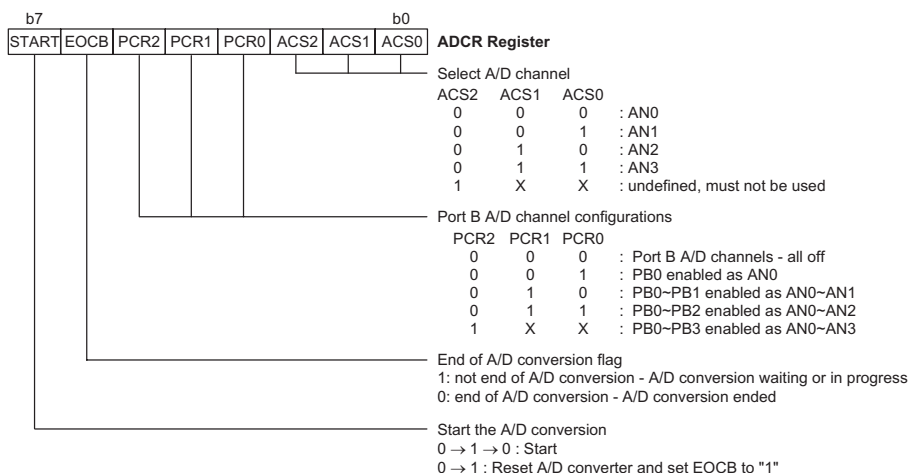 b7 b0
START EOCB PCR2 PCR1 PCR0 ACS2 ACS1 ACS0 ADCR Register
Select A/D channel
ACS2 ACS1 ACS0
0 0 0 : AN0
0 0 1 : AN1
0 1 0 : AN2
0 1 1 : AN3
1 X X : undefined, must not be used
Port B A/D channel configurations
PCR2 PCR1 PCR0
0 0 0 : Port B A/D channels - all off
0 0 1 : PB0 enabled as AN0
0 1 0 : PB0~PB1 enabled as AN0~AN1
0 1 1 : PB0~PB2 enabled as AN0~AN2
1 X X : PB0~PB3 enabled as AN0~AN3
End of A/D conversion flag
1: not end of A/D conversion - A/D conversion waiting or in progress
0: end of A/D conversion - A/D conversion ended
Start the A/D conversion
0 → 1 → 0 : Start
0 → 1 : Reset A/D converter and set EOCB to "1"